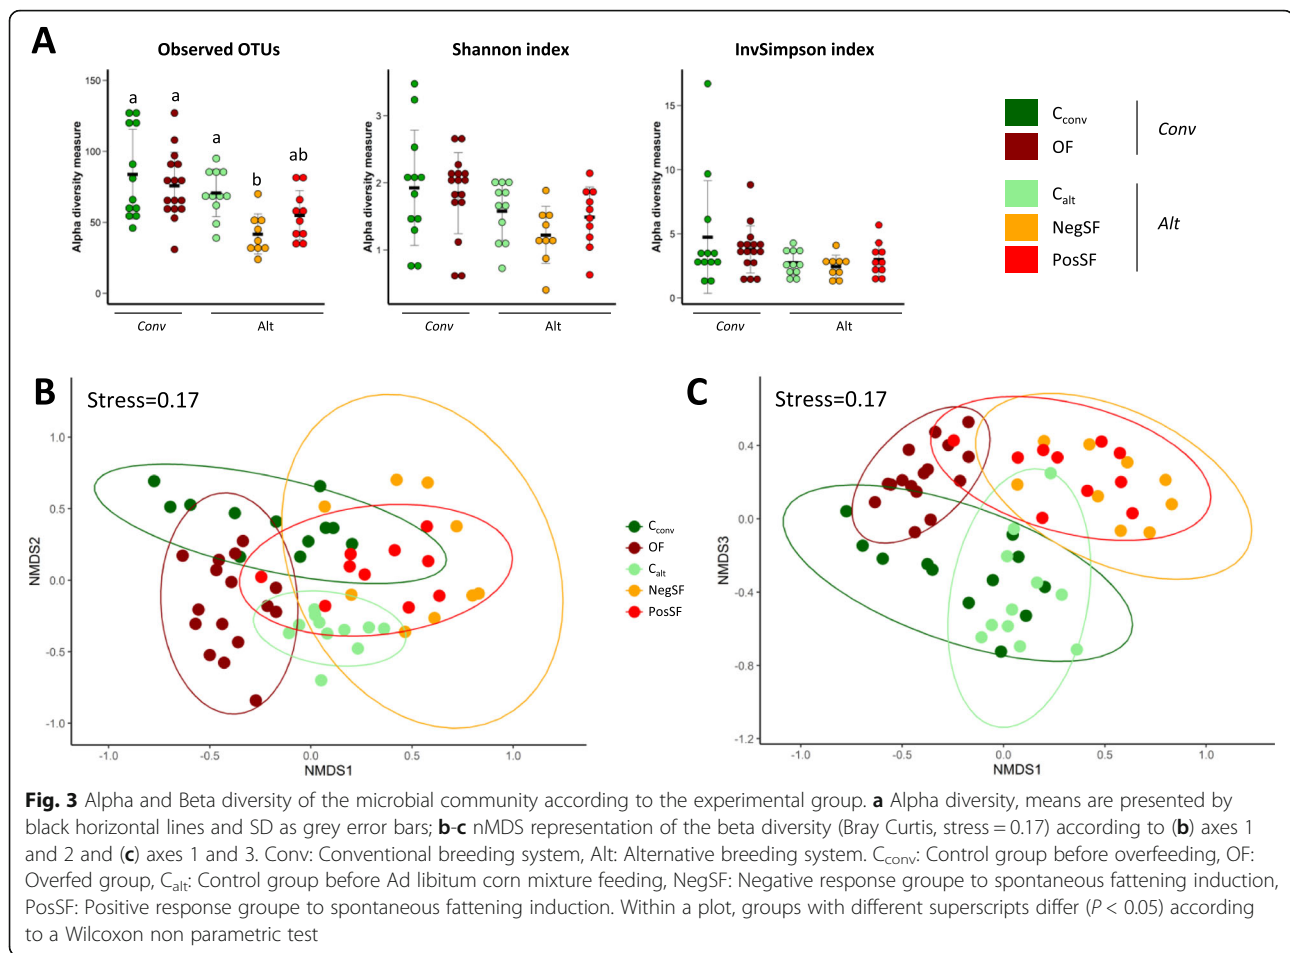 A
Observed OTUs
Shannon index
InvSimpson index
Alpha diversity measure
150
100
50
0
a
a
a
b
ab
Conv
Alt
Alpha diversity measure
3
2
1
Conv
Alt
Alpha diversity measure
15
10
5
0
Conv
Alt
Cconv
OF
Conv
Calt
NegSF
PosSF
Alt
B
Stress=0.17
NMDS2
1.0
0.5
0.0
-0.5
-1.0
-1.0
-0.5
0.0
0.5
1.0
NMDS1
Cconv
OF
Calt
NegSF
PosSF
C
Stress=0.17
NMDS3
0.4
0.0
-0.4
-0.8
-1.2
-1.0
-0.5
0.0
0.5
1.0
NMDS1
Fig. 3 Alpha and Beta diversity of the microbial community according to the experimental group. a Alpha diversity, means are presented by
black horizontal lines and SD as grey error bars; b-c nMDS representation of the beta diversity (Bray Curtis, stress = 0.17) according to (b) axes 1
and 2 and (c) axes 1 and 3. Conv: Conventional breeding system, Alt: Alternative breeding system. Cconv: Control group before overfeeding, OF:
Overfed group, Calt: Control group before Ad libitum corn mixture feeding, NegSF: Negative response groupe to spontaneous fattening induction,
PosSF: Positive response groupe to spontaneous fattening induction. Within a plot, groups with different superscripts differ (P < 0.05) according
to a Wilcoxon non parametric test